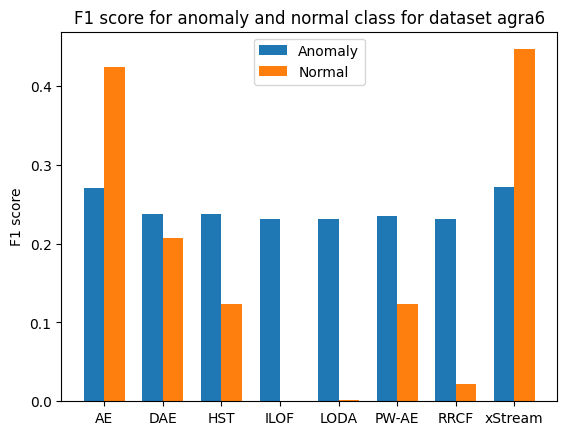 F1 score for anomaly and normal class for dataset agra6
Anomaly
Normal
F1 score
0.4
0.3
0.2
0.1
0.0
AE DAE HST ILOF LODA PW-AE RRCF xStream